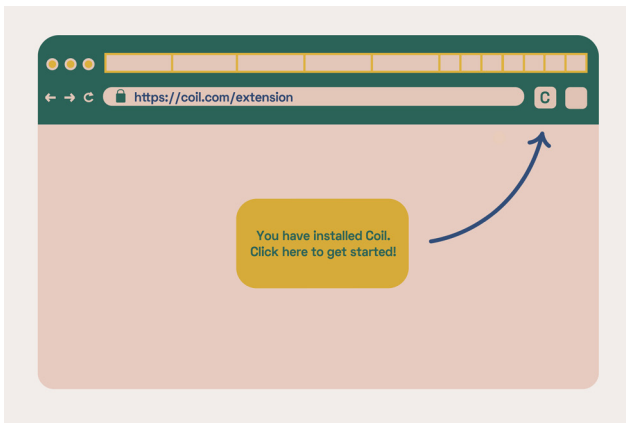 https://coil.com/extension
C
You have installed Coil.
Click here to get started!